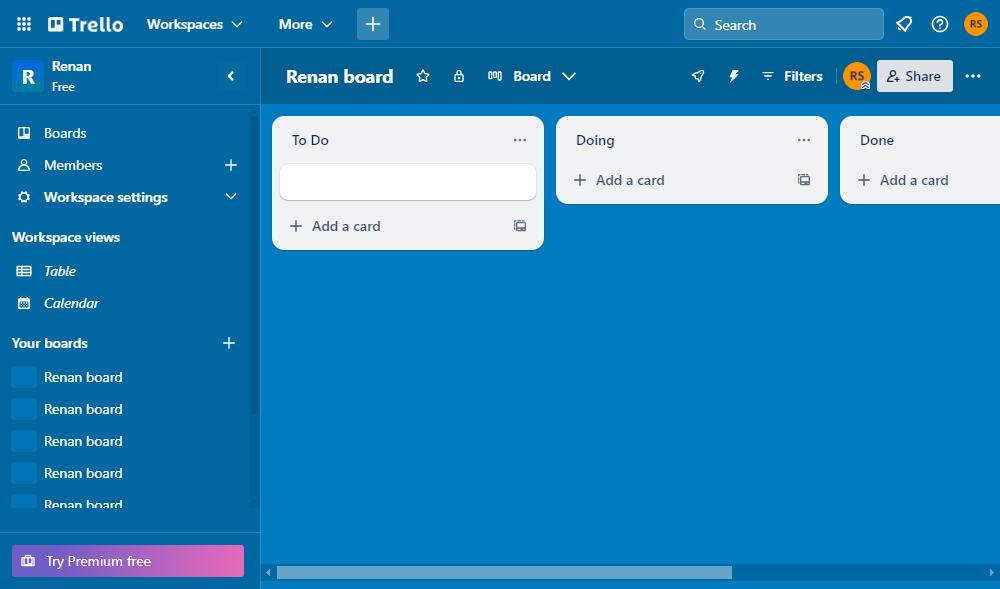 Trello
Workspaces
More
Search
RS
R
Renan
Free
Renan board
Board
Filters
RS
Share
Boards
Members
Workspace settings
Workspace views
Table
Calendar
Your boards
Renan board
Renan board
Renan board
Renan board
Renan board
Try Premium free
To Do
Add a card
Doing
Add a card
Done
Add a card